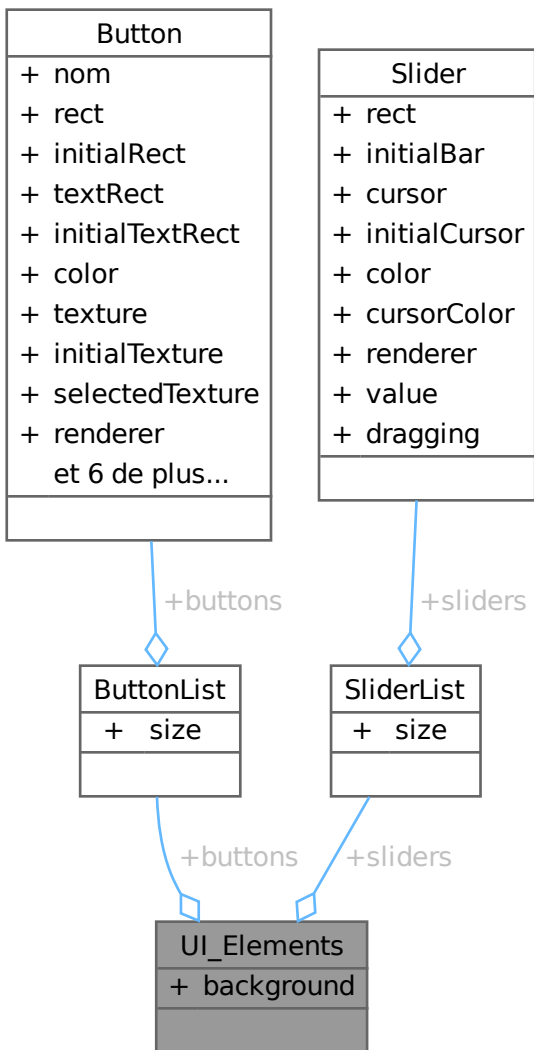 Button
+ nom
+ rect
+ initialRect
+ textRect
+ initialTextRect
+ color
+ texture
+ initialTexture
+ selectedTexture
+ renderer
et 6 de plus...
Slider
+ rect
+ initialBar
+ cursor
+ initialCursor
+ color
+ cursorColor
+ renderer
+ value
+ dragging
+buttons
+sliders
ButtonList
+ size
SliderList
+ size
+buttons
+sliders
UI_Elements
+ background